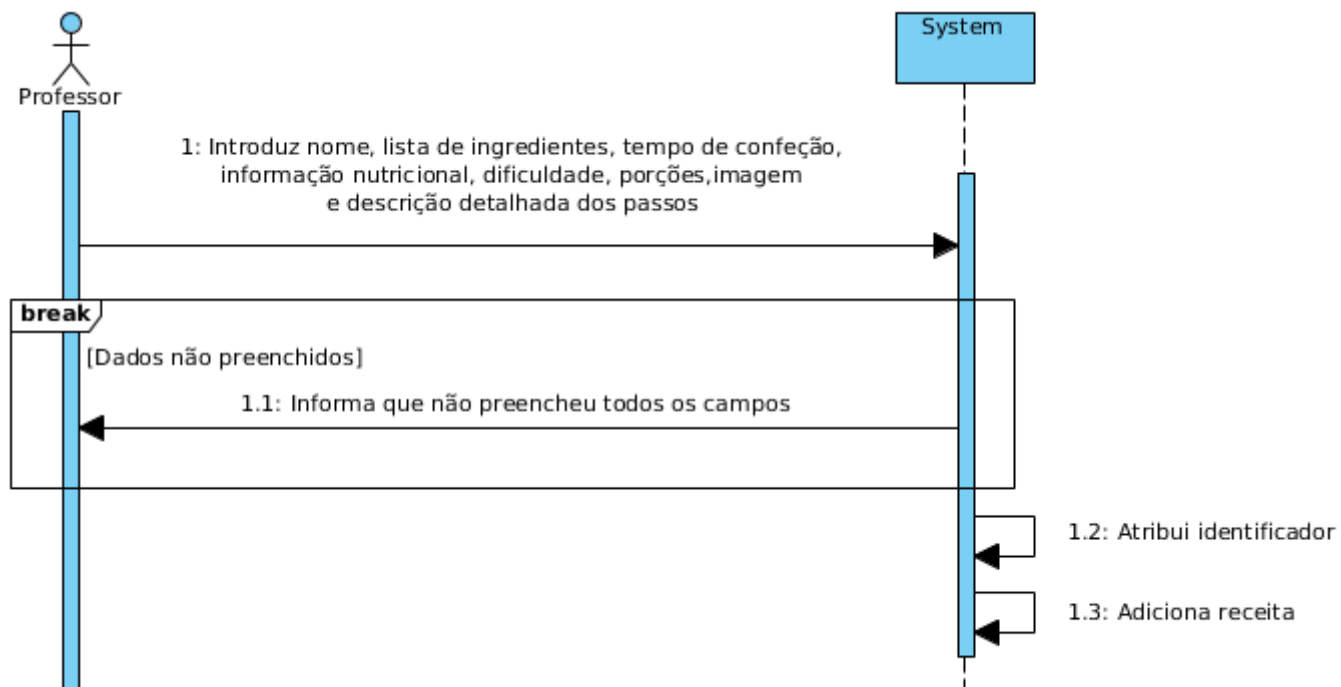 System
Professor
1: Introduz nome, lista de ingredientes, tempo de confeção,
informação nutricional, dificuldade, porções,imagem
e descrição detalhada dos passos
break
[Dados não preenchidos]
1.1: Informa que não preencheu todos os campos
1.2: Atribui identificador
1.3: Adiciona receita